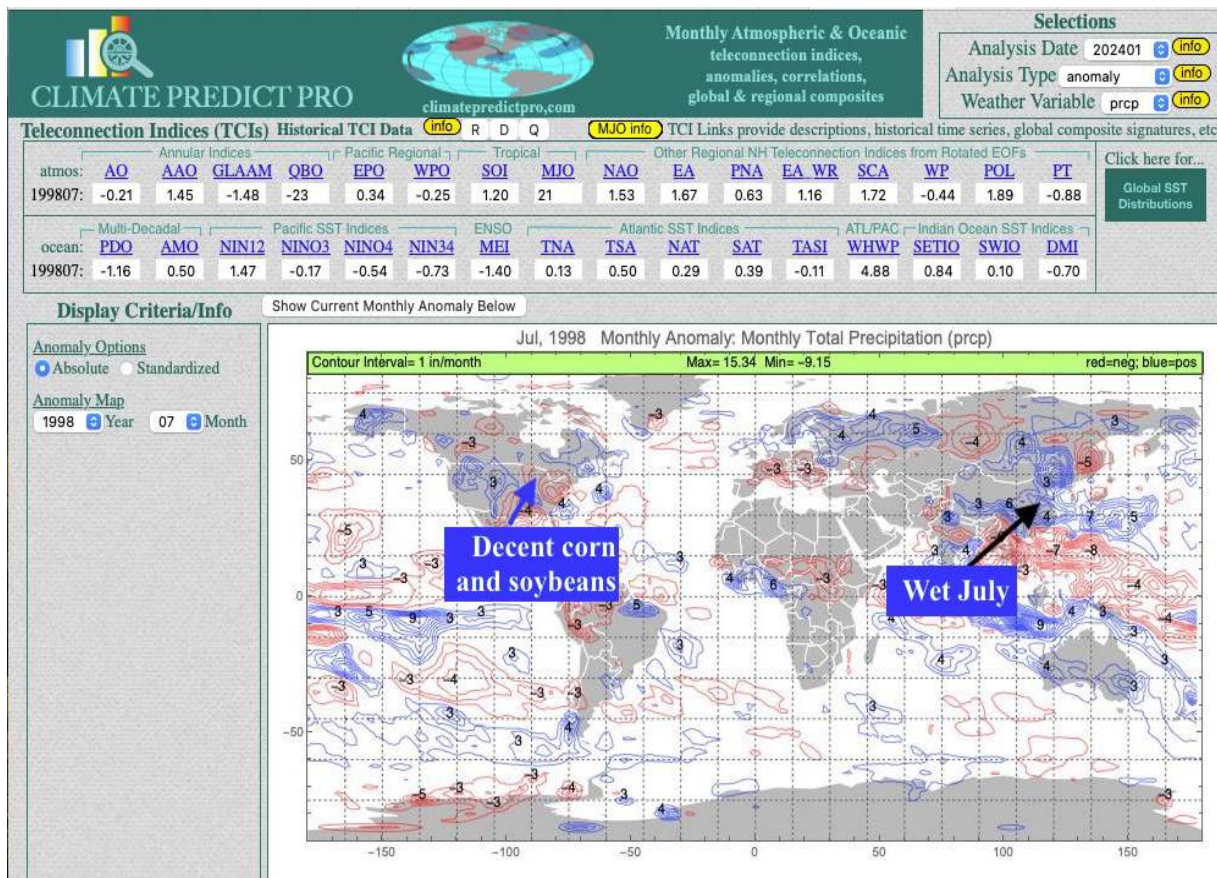 CLIMATE PREDICT PRO
climatepredictpro.com
Monthly Atmospheric & Oceanic
teleconnection indices,
anomalies, correlations,
global & regional composites
Selections
Analysis Date 202401 info
Analysis Type anomaly info
Weather Variable prcp info
Teleconnection Indices (TCIs) Historical TCI Data info R D Q MJO info TCI Links provide descriptions, historical time series, global composite signatures, etc
Annular Indices Pacific Regional Tropical Other Regional NH Teleconnection Indices from Rotated EOFs
atmos: AO AAO GLAAM QBO EPO WPO SOI MJO NAO EA PNA EA_WR SCA WP POL PT
199807: -0.21 1.45 -1.48 -23 0.34 -0.25 1.20 21 1.53 1.67 0.63 1.16 1.72 -0.44 1.89 -0.88
Click here for...
Global SST
Distributions
Multi-Decadal Pacific SST Indices ENSO Atlantic SST Indices ATL/PAC Indian Ocean SST Indices
ocean: PDO AMO NIN12 NINO3 NINO4 NIN34 MEI TNA TSA NAT SAT TASI WHWP SETIO SWIO DMI
199807: -1.16 0.50 1.47 -0.17 -0.54 -0.73 -1.40 0.13 0.50 0.29 0.39 -0.11 4.88 0.84 0.10 -0.70
Display Criteria/Info
Show Current Monthly Anomaly Below
Anomaly Options
Absolute Standardized
Anomaly Map
1998 Year 07 Month
Jul, 1998 Monthly Anomaly: Monthly Total Precipitation (prcp)
Contour Interval= 1 in/month Max= 15.34 Min= −9.15 red=neg; blue=pos
Decent corn
and soybeans
Wet July
50
0
−50
−150 −100 −50 0 50 100 150